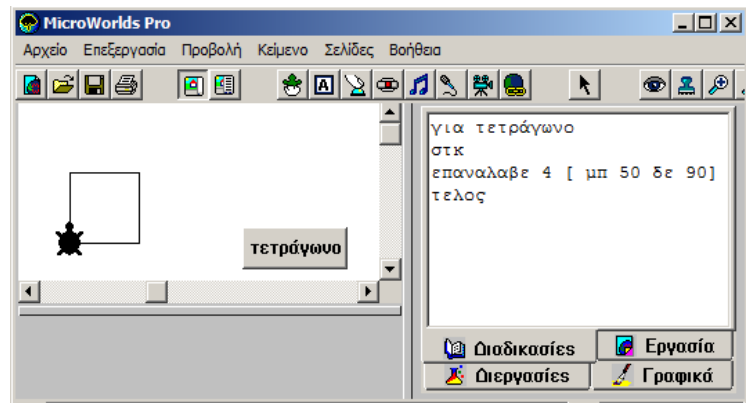 MicroWorlds Pro
Αρχείο Επεξεργασία Προβολή Κείμενο Σελίδες Βοήθεια
A
για τετράγωνο
στκ
επαναλαβε 4 [ μπ 50 δε 90]
τελος
τετράγωνο
Διαδικασίες Εργασία
Διεργασίες Γραφικά